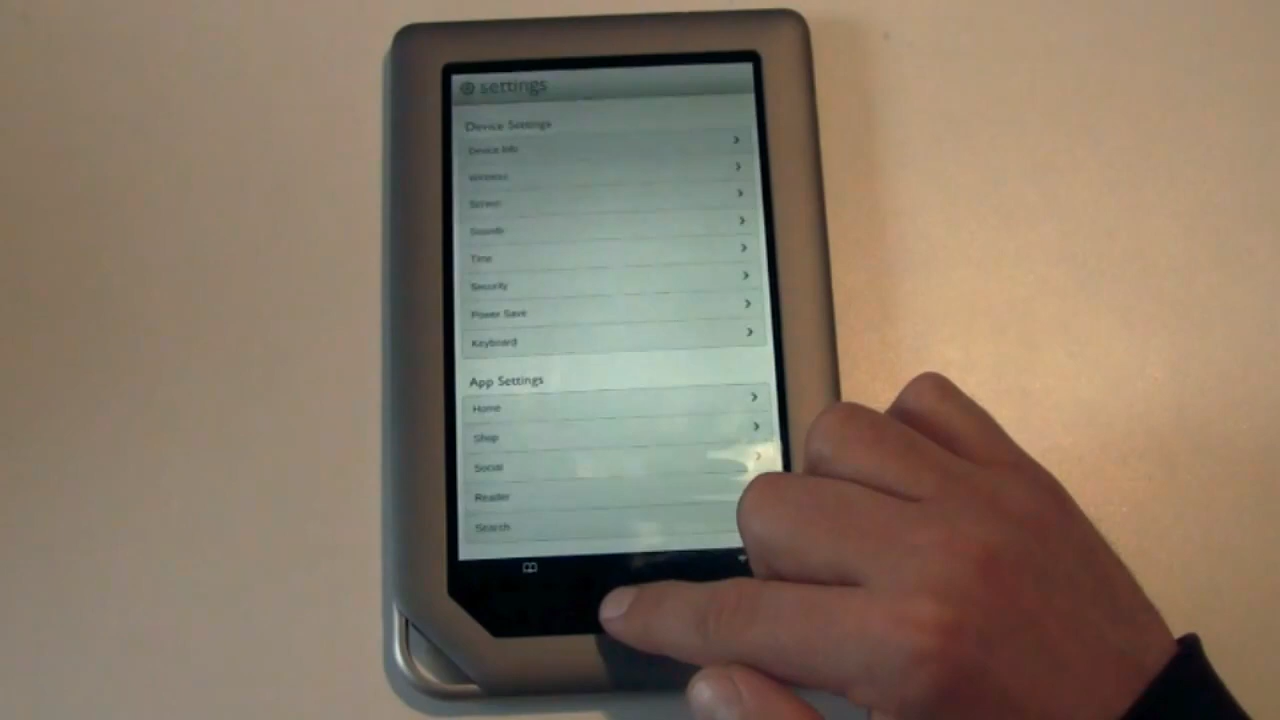 settings
Device Settings
Device Info
Wireless
Screen
Sounds
Time
Security
Power Save
Keyboard
App Settings
Home
Shop
Social
Reader
Search